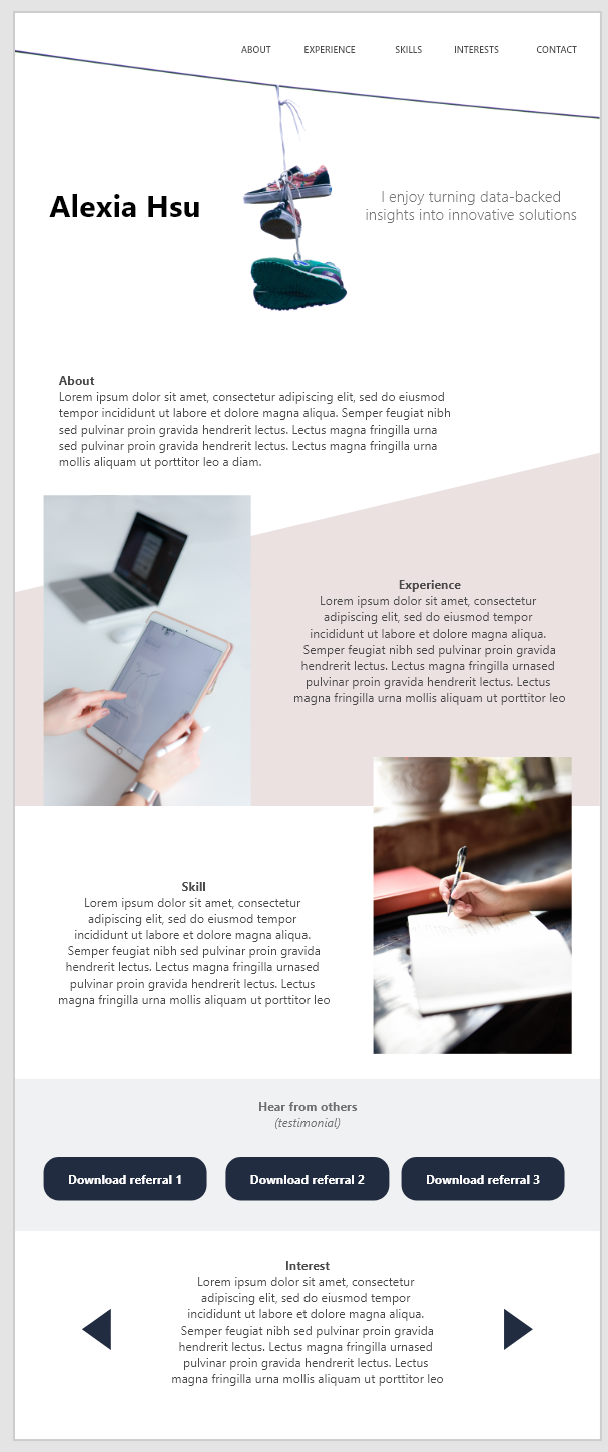 ABOUT EXPERIENCE SKILLS INTERESTS CONTACT
Alexia Hsu
I enjoy turning data-backed
insights into innovative solutions
About
Lorem ipsum dolor sit amet, consectetur adipiscing elit, sed do eiusmod
tempor incididunt ut labore et dolore magna aliqua. Semper feugiat nibh
sed pulvinar proin gravida hendrerit lectus. Lectus magna fringilla urna
sed pulvinar proin gravida hendrerit lectus. Lectus magna fringilla urna
mollis aliquam ut porttitor leo a diam.
Experience
Lorem ipsum dolor sit amet, consectetur
adipiscing elit, sed do eiusmod tempor
incididunt ut labore et dolore magna aliqua.
Semper feugiat nibh sed pulvinar proin gravida
hendrerit lectus. Lectus magna fringilla urnased
pulvinar proin gravida hendrerit lectus. Lectus
magna fringilla urna mollis aliquam ut porttitor leo
Skill
Lorem ipsum dolor sit amet, consectetur
adipiscing elit, sed do eiusmod tempor
incididunt ut labore et dolore magna aliqua.
Semper feugiat nibh sed pulvinar proin gravida
hendrerit lectus. Lectus magna fringilla urnased
pulvinar proin gravida hendrerit lectus. Lectus
magna fringilla urna mollis aliquam ut porttitor leo
Hear from others
(testimonial)
Download referral 1
Download referral 2
Download referral 3
Interest
Lorem ipsum dolor sit amet, consectetur
adipiscing elit, sed do eiusmod tempor
incididunt ut labore et dolore magna aliqua.
Semper feugiat nibh sed pulvinar proin gravida
hendrerit lectus. Lectus magna fringilla urnased
pulvinar proin gravida hendrerit lectus. Lectus
magna fringilla urna mollis aliquam ut porttitor leo